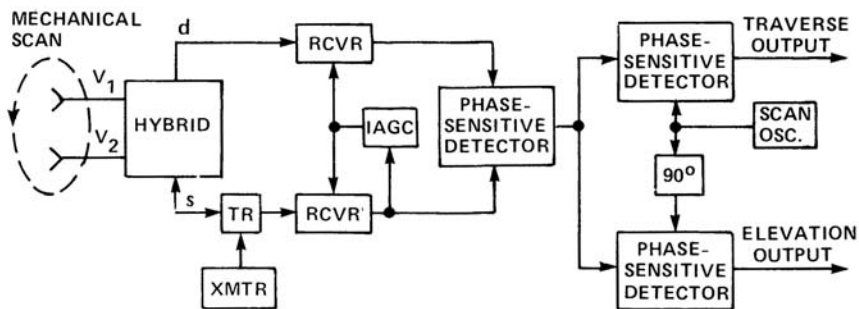 MECHANICAL
SCAN
V1
V2
HYBRID
d
s
RCVR
IAGC
TR
RCVR'
XMTR
PHASE-
SENSITIVE
DETECTOR
PHASE-
SENSITIVE
DETECTOR
TRAVERSE
OUTPUT
SCAN
OSC.
90°
PHASE-
SENSITIVE
DETECTOR
ELEVATION
OUTPUT